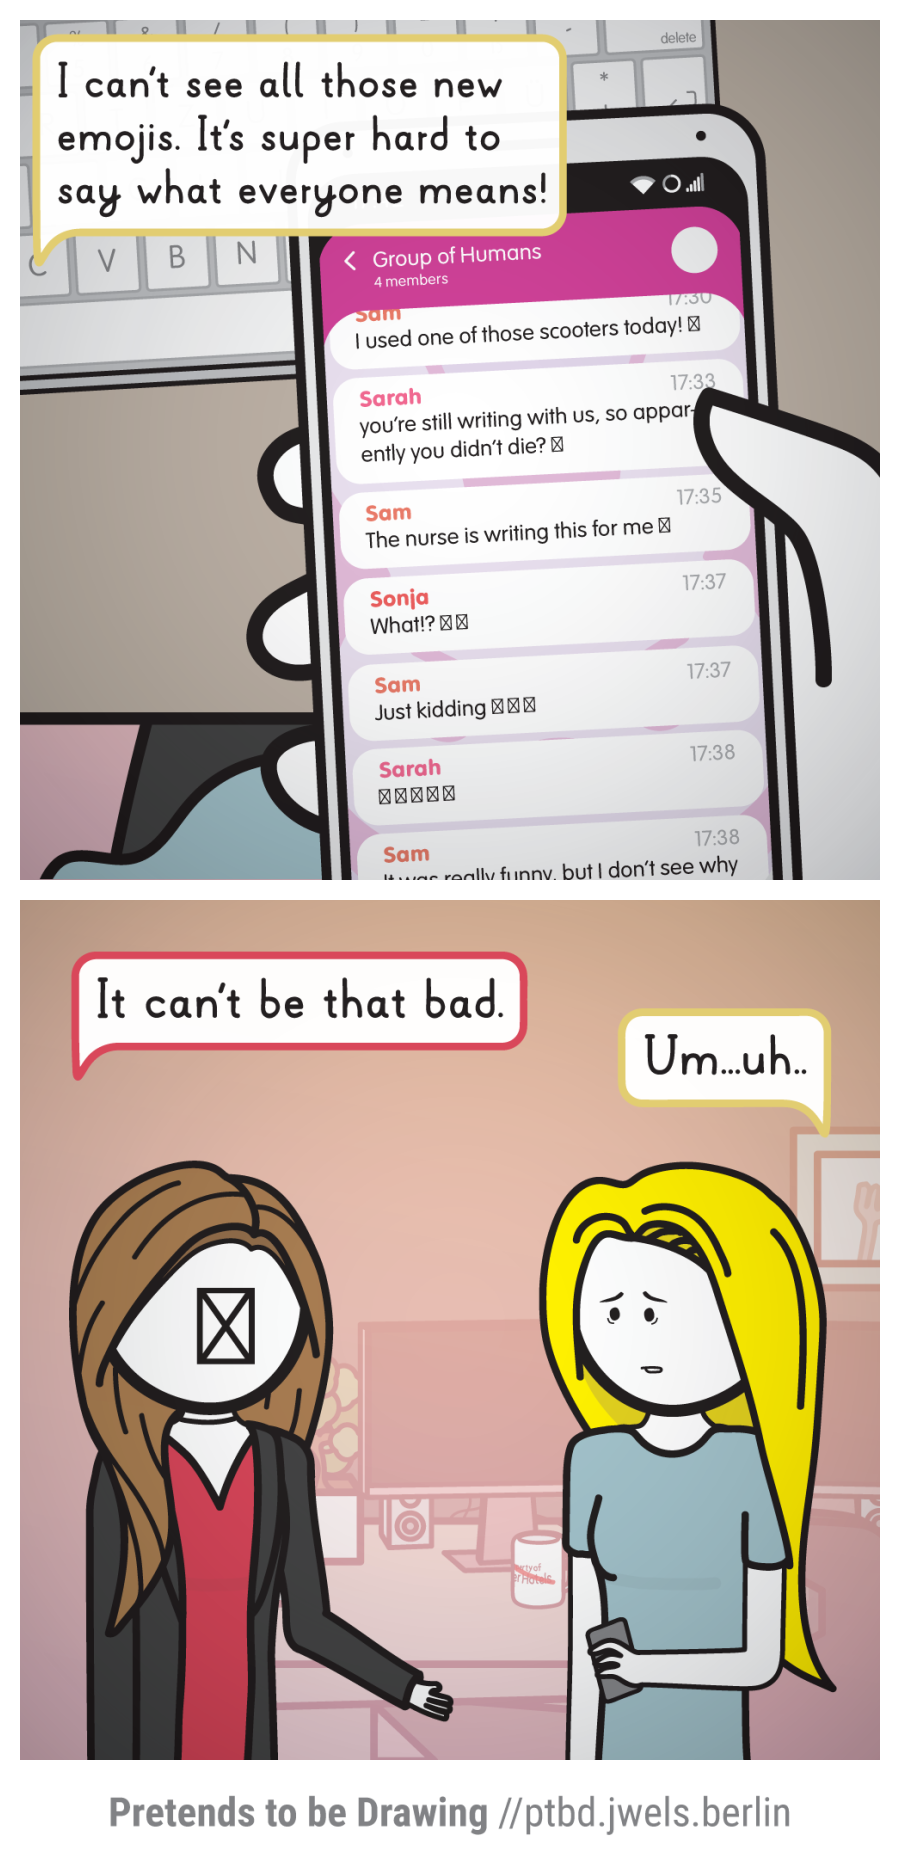 I can't see all those new
emojis. It's super hard to
say what everyone means!
delete
*
C V B N
Group of Humans
4 members
Sam
17:30
I used one of those scooters today! ☒
Sarah
17:33
you're still writing with us, so appar-
ently you didn't die? ☒
Sam
17:35
The nurse is writing this for me ☒
Sonja
17:37
What!? ☒☒
Sam
17:37
Just kidding ☒☒☒
Sarah
17:38
☒☒☒☒☒
Sam
17:38
It was really funny, but I don't see why
It can't be that bad.
Um...uh..
☒
Hotels
Pretends to be Drawing //ptbd.jwels.berlin